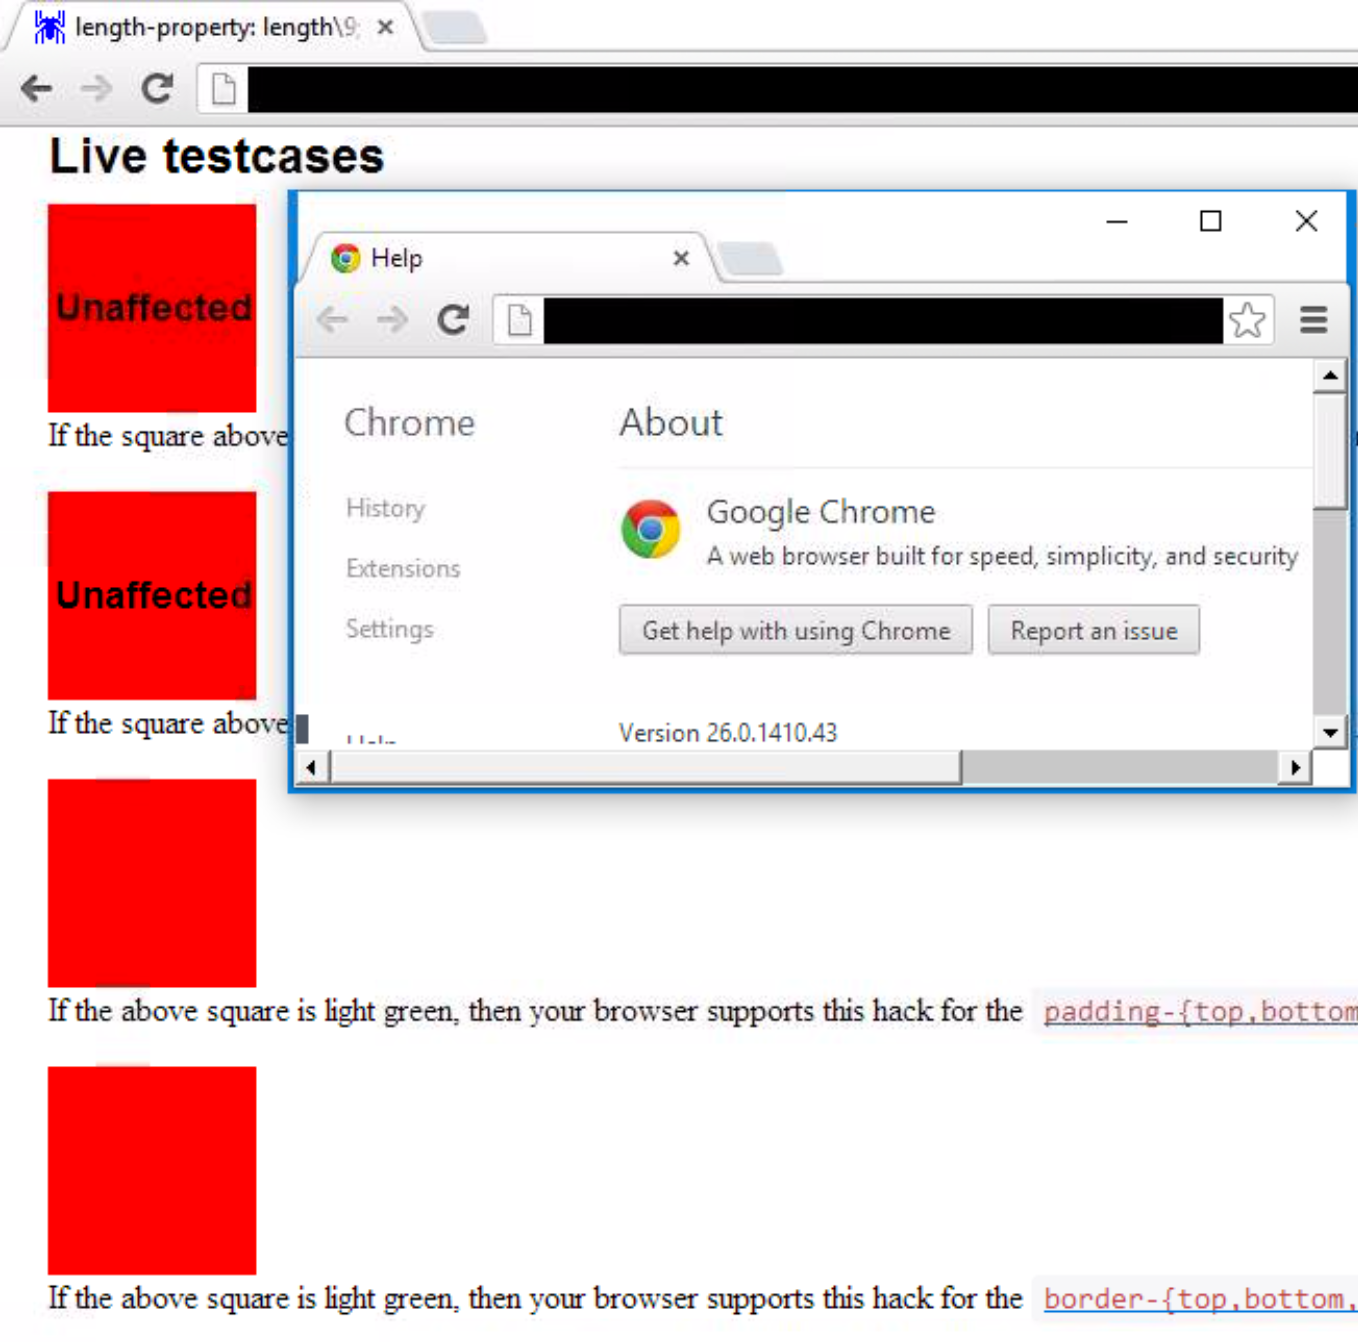 length-property: length\9;
Live testcases
Unaffected
If the square above
Help
Chrome
About
History
Extensions
Settings
Google Chrome
A web browser built for speed, simplicity, and security
Get help with using Chrome
Report an issue
Version 26.0.1410.43
Unaffected
If the square above
If the above square is light green, then your browser supports this hack for the padding-{top,bottom
If the above square is light green, then your browser supports this hack for the border-{top,bottom,